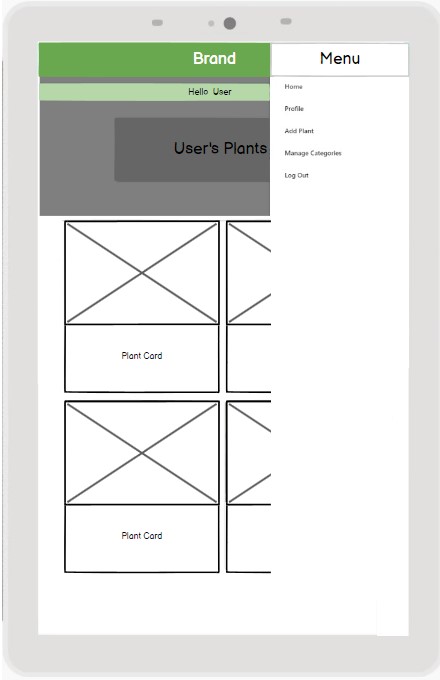 Brand
Menu
Hello User
User's Plants
Home
Profile
Add Plant
Manage Categories
Log Out
Plant Card
Plant Card